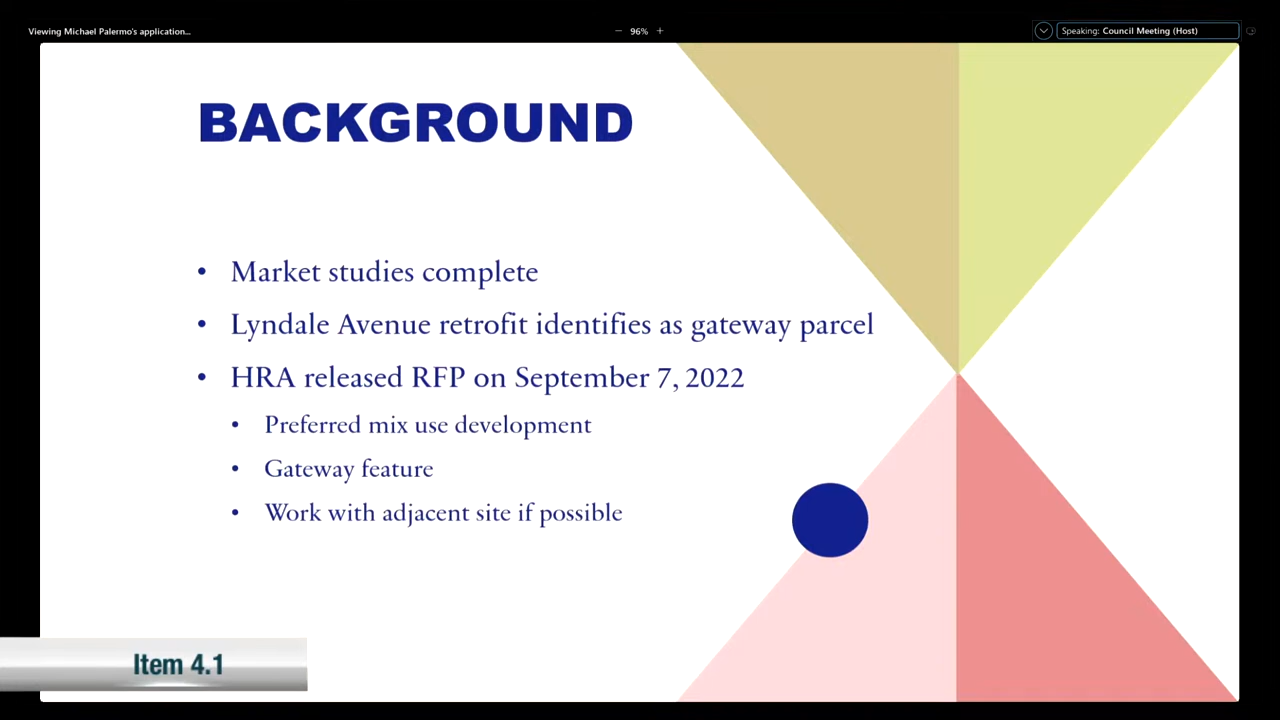 Viewing Michael Palermo's application...
96%
Speaking: Council Meeting (Host)
BACKGROUND
• Market studies complete
• Lyndale Avenue retrofit identifies as gateway parcel
• HRA released RFP on September 7, 2022
• Preferred mix use development
• Gateway feature
• Work with adjacent site if possible
Item 4.1